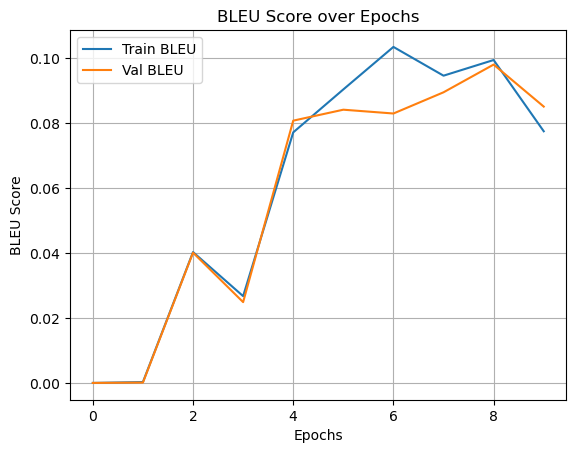 BLEU Score over Epochs
Train BLEU
Val BLEU
BLEU Score
0.10
0.08
0.06
0.04
0.02
0.00
0 2 4 6 8
Epochs